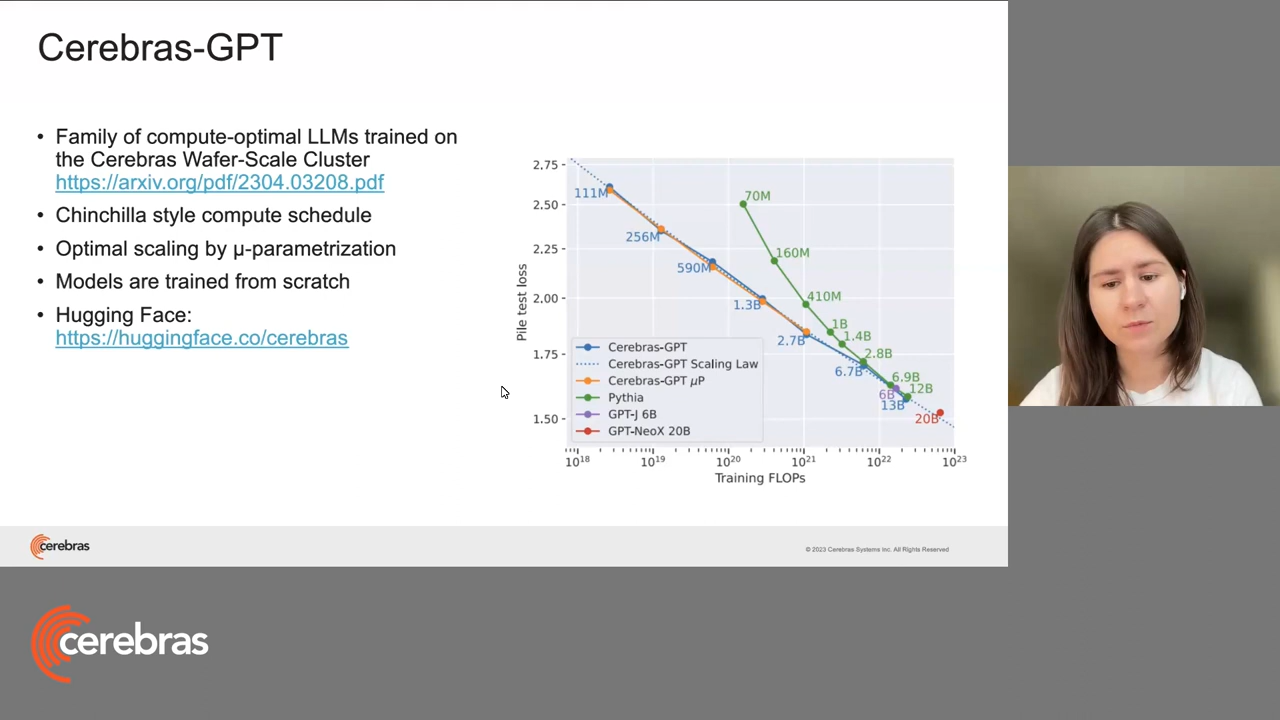 Cerebras-GPT
• Family of compute-optimal LLMs trained on
the Cerebras Wafer-Scale Cluster
https://arxiv.org/pdf/2304.03208.pdf
• Chinchilla style compute schedule
• Optimal scaling by µ-parametrization
• Models are trained from scratch
• Hugging Face:
https://huggingface.co/cerebras
Pile test loss
2.75
2.50
2.25
2.00
1.75
1.50
111M
256M
590M
1.3B
2.7B
6.7B
13B
70M
160M
410M
1B
1.4B
2.8B
6.9B
12B
6B
20B
Cerebras-GPT
Cerebras-GPT Scaling Law
Cerebras-GPT µP
Pythia
GPT-J 6B
GPT-NeoX 20B
10¹⁸ 10¹⁹ 10²⁰ 10²¹ 10²² 10²³
Training FLOPs
cerebras
© 2023 Cerebras Systems Inc. All Rights Reserved
cerebras